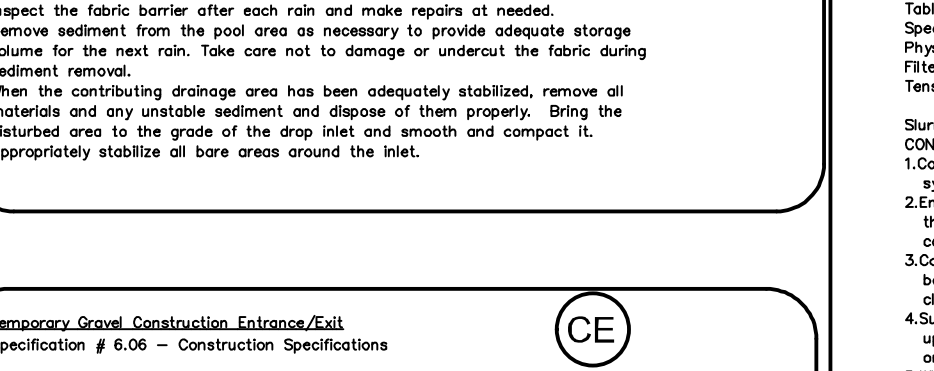 nspect the fabric barrier after each rain and make repairs at needed.
emove sediment from the pool area as necessary to provide adequate storage
olume for the next rain. Take care not to damage or undercut the fabric during
ediment removal.
hen the contributing drainage area has been adequately stabilized, remove all
aterials and any unstable sediment and dispose of them properly. Bring the
isturbed area to the grade of the drop inlet and smooth and compact it.
ppropriately stabilize all bare areas around the inlet.
emporary Gravel Construction Entrance/Exit
pecification # 6.06 – Construction Specifications
CE
Tabl
Spec
Phys
Filte
Tens
Slurr
CON
1.Co
sy
2.En
th
co
3.Co
be
cl
4.Su
up